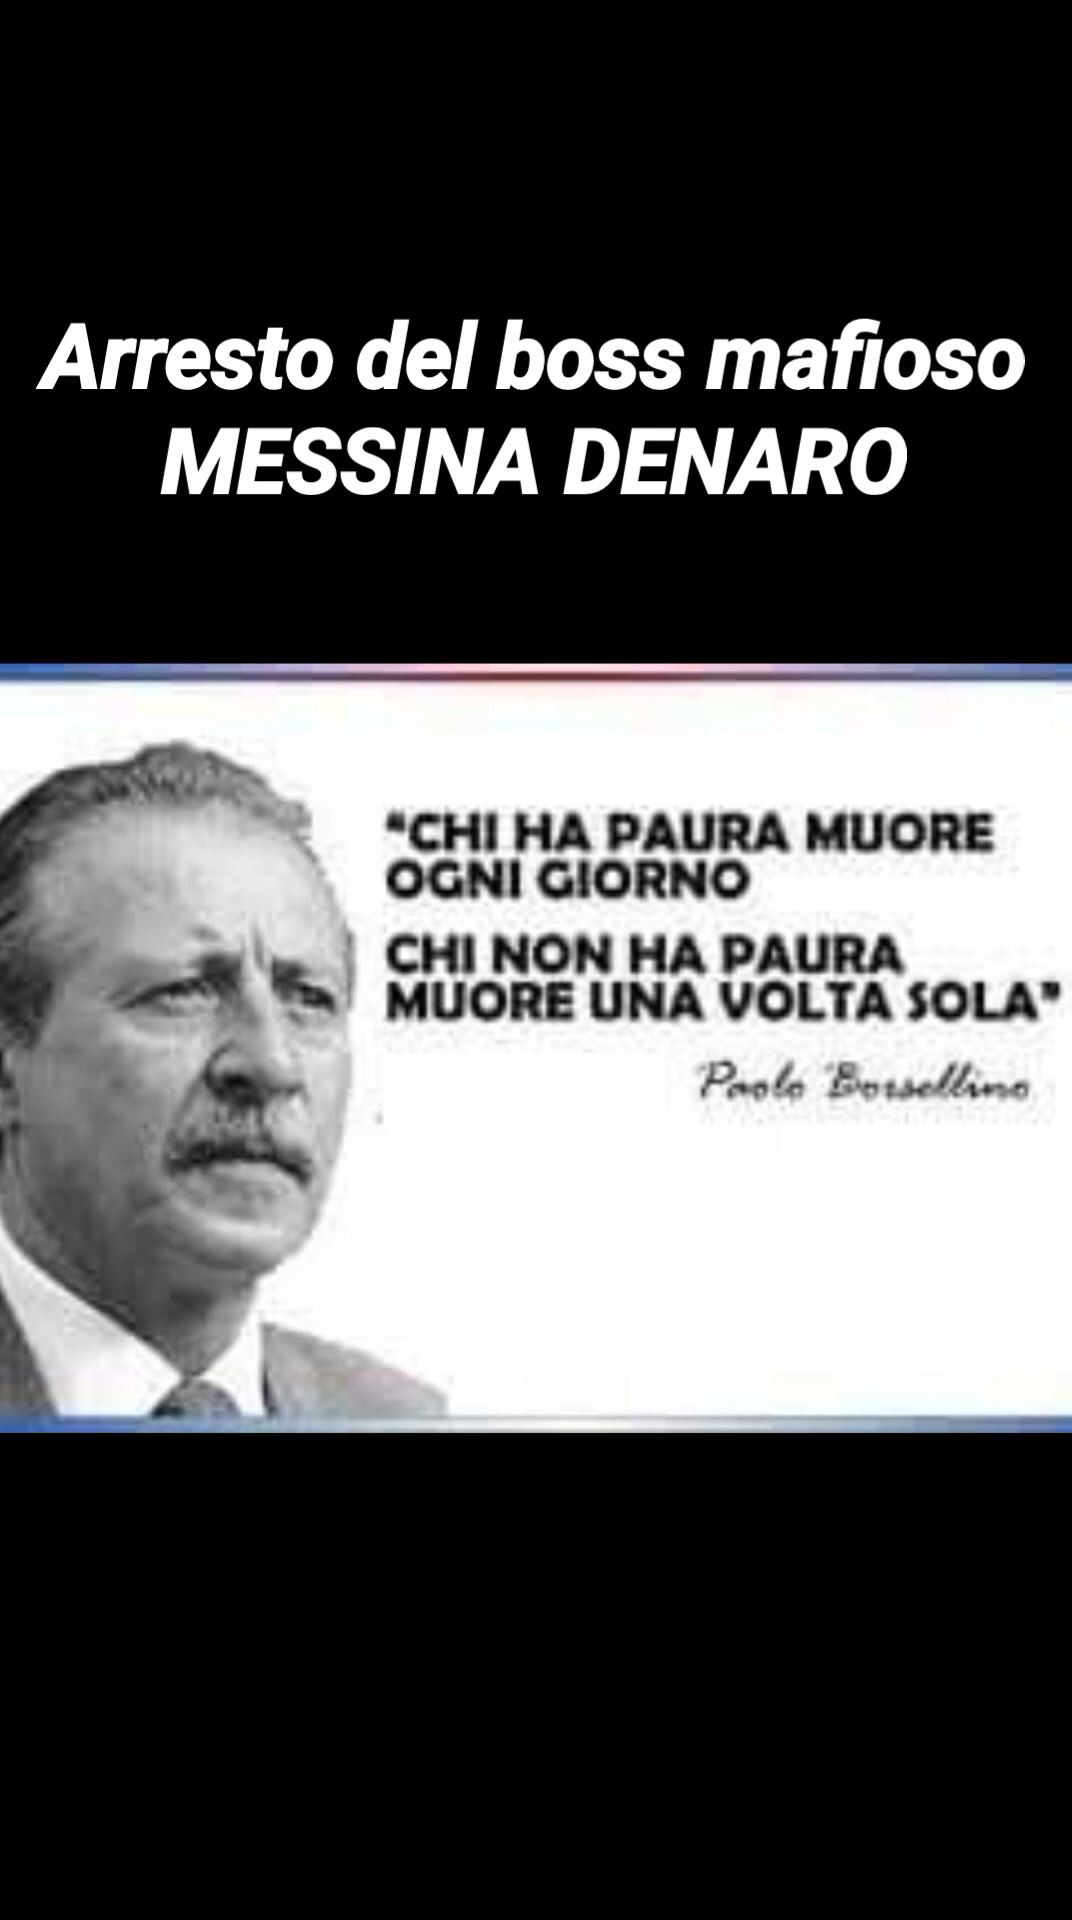 Arresto del boss mafioso
MESSINA DENARO
“CHI HA PAURA MUORE
OGNI GIORNO
CHI NON HA PAURA
MUORE UNA VOLTA SOLA”
Paolo Borsellino